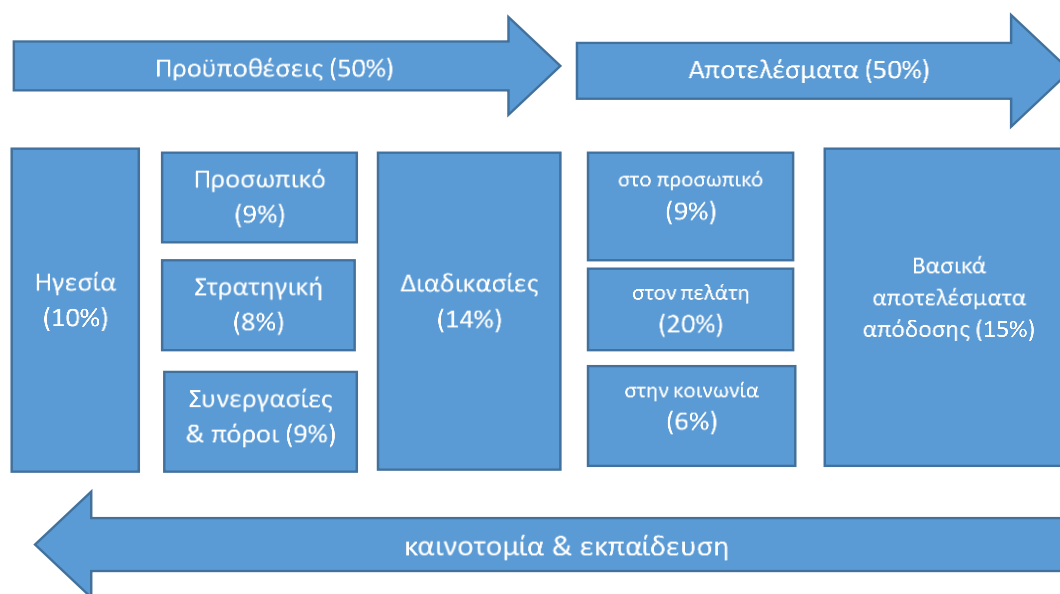 Προϋποθέσεις (50%)
Αποτελέσματα (50%)
Ηγεσία
(10%)
Προσωπικό
(9%)
Στρατηγική
(8%)
Συνεργασίες
& πόροι (9%)
Διαδικασίες
(14%)
στο προσωπικό
(9%)
στον πελάτη
(20%)
στην κοινωνία
(6%)
Βασικά
αποτελέσματα
απόδοσης (15%)
καινοτομία & εκπαίδευση